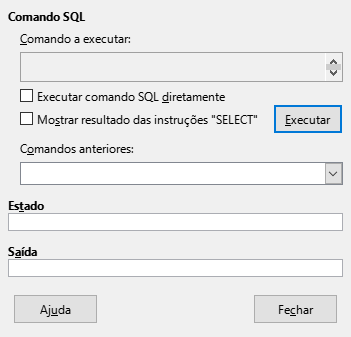 Comando SQL
Comando a executar:
Executar comando SQL diretamente
Mostrar resultado das instruções "SELECT"
Executar
Comandos anteriores:
Estado
Saída
Ajuda
Fechar